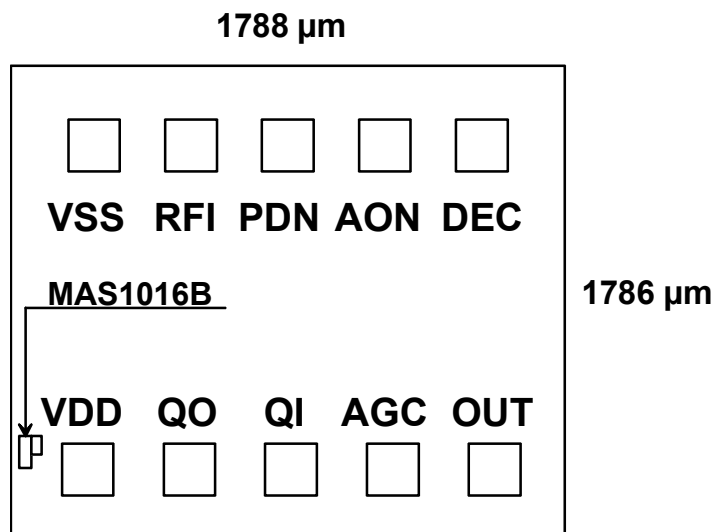 1788 µm
VSS RFI PDN AON DEC
MAS1016B
1786 µm
VDD QO QI AGC OUT